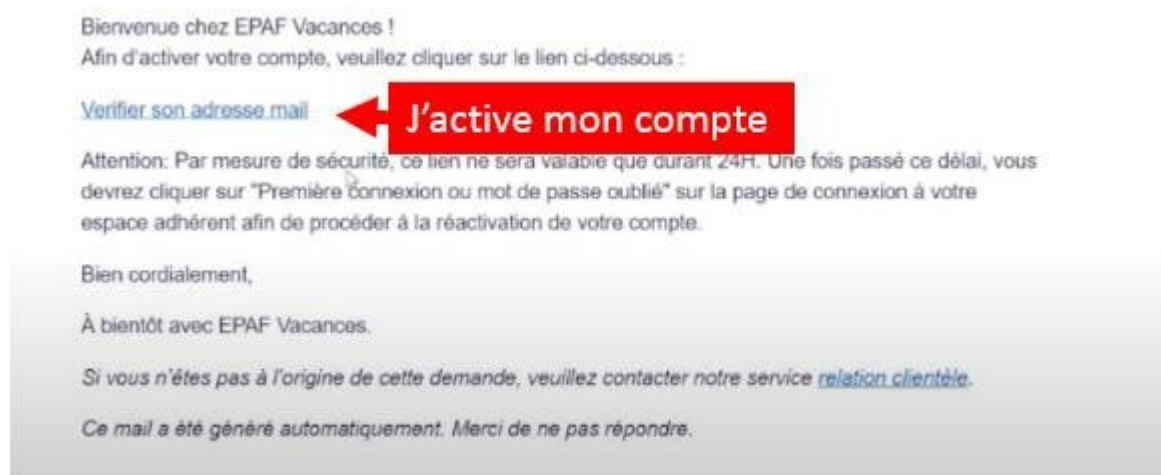 Bienvenue chez EPAF Vacances !
Afin d'activer votre compte, veuillez cliquer sur le lien ci-dessous :
Verifier son adresse mail
J'active mon compte
Attention: Par mesure de sécurité, ce lien ne sera valable que durant 24H. Une fois passé ce délai, vous
devrez cliquer sur "Première connexion ou mot de passe oublié" sur la page de connexion à votre
espace adhérent afin de procéder à la réactivation de votre compte.
Bien cordialement,
À bientôt avec EPAF Vacances.
Si vous n'êtes pas à l'origine de cette demande, veuillez contacter notre service relation clientèle.
Ce mail a été généré automatiquement. Merci de ne pas répondre.